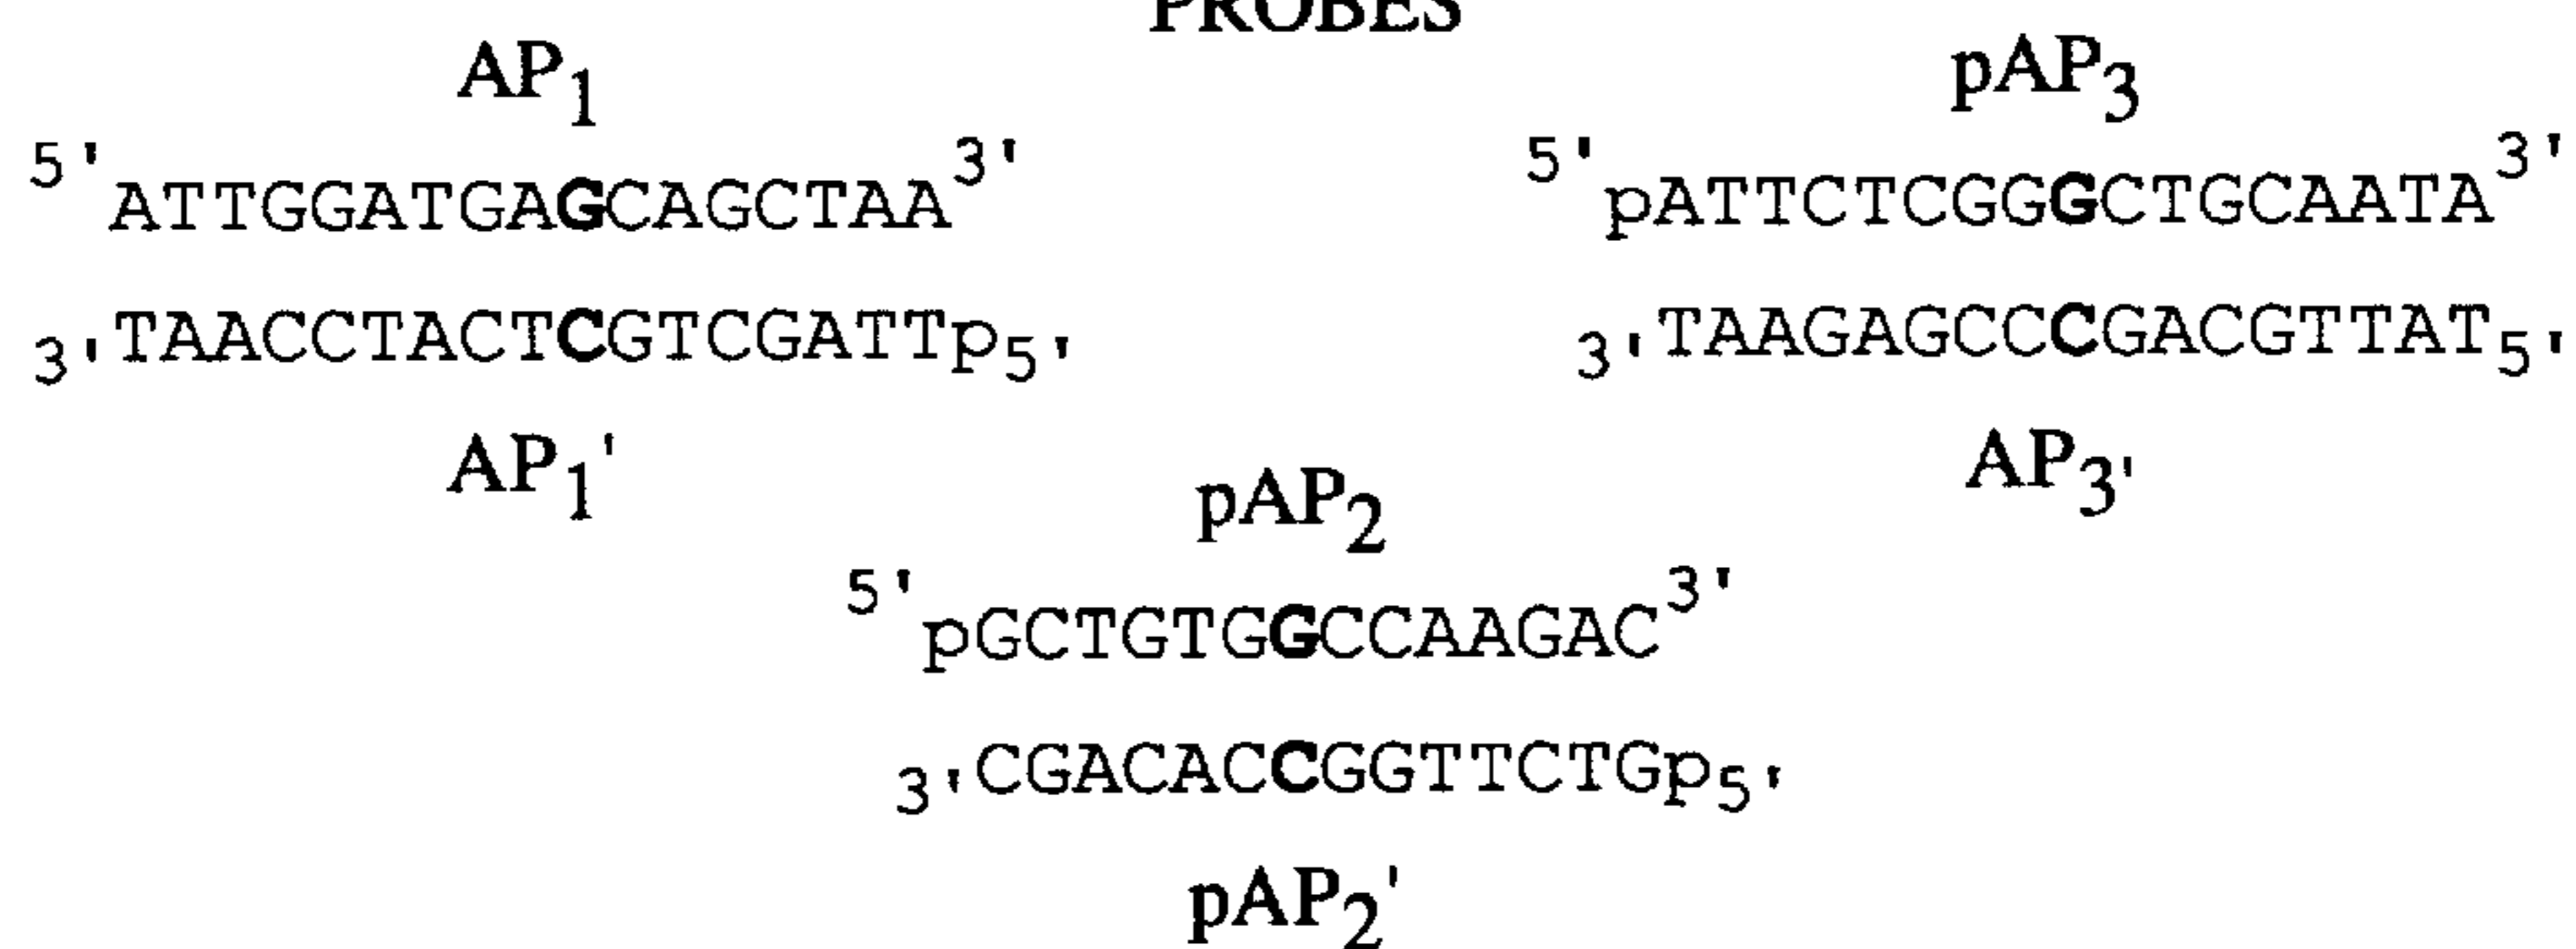 PROBES
AP1 pAP3
5'ATTGGATGAGCAGCTAA3' 5'pATTCTCGGGCTGCAATA3'
3'TAACCTACTCGTCGATTp5' 3'TAAGAGCCCGACGTTAT5'
AP1' AP3'
pAP2
5'pGCTGTGGCCAAGAC3'
3'CGACACCGGTTCTGp5'
pAP2'